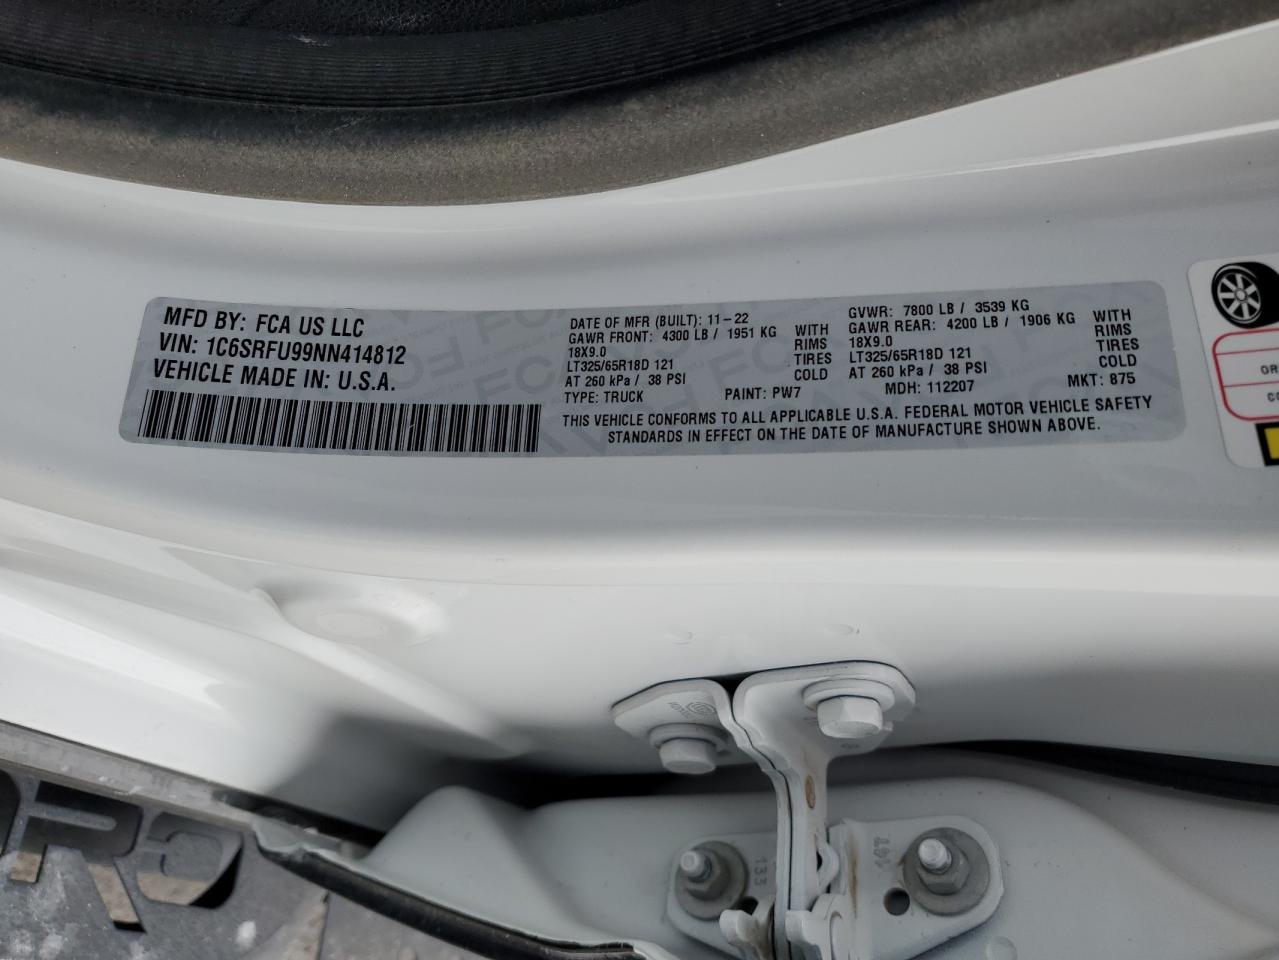 MFD BY: FCA US LLC
VIN: 1C6SRFU99NN414812
VEHICLE MADE IN: U.S.A.
DATE OF MFR (BUILT): 11-22
GAWR FRONT: 4300 LB / 1951 KG WITH
18X9.0 RIMS
LT325/65R18D 121 TIRES
AT 260 kPa / 38 PSI COLD
TYPE: TRUCK PAINT: PW7
GVWR: 7800 LB / 3539 KG
GAWR REAR: 4200 LB / 1906 KG WITH
18X9.0 RIMS
LT325/65R18D 121 TIRES
AT 260 kPa / 38 PSI COLD
MDH: 112207 MKT: 875
THIS VEHICLE CONFORMS TO ALL APPLICABLE U.S.A. FEDERAL MOTOR VEHICLE SAFETY
STANDARDS IN EFFECT ON THE DATE OF MANUFACTURE SHOWN ABOVE.
OR
CO
133
147